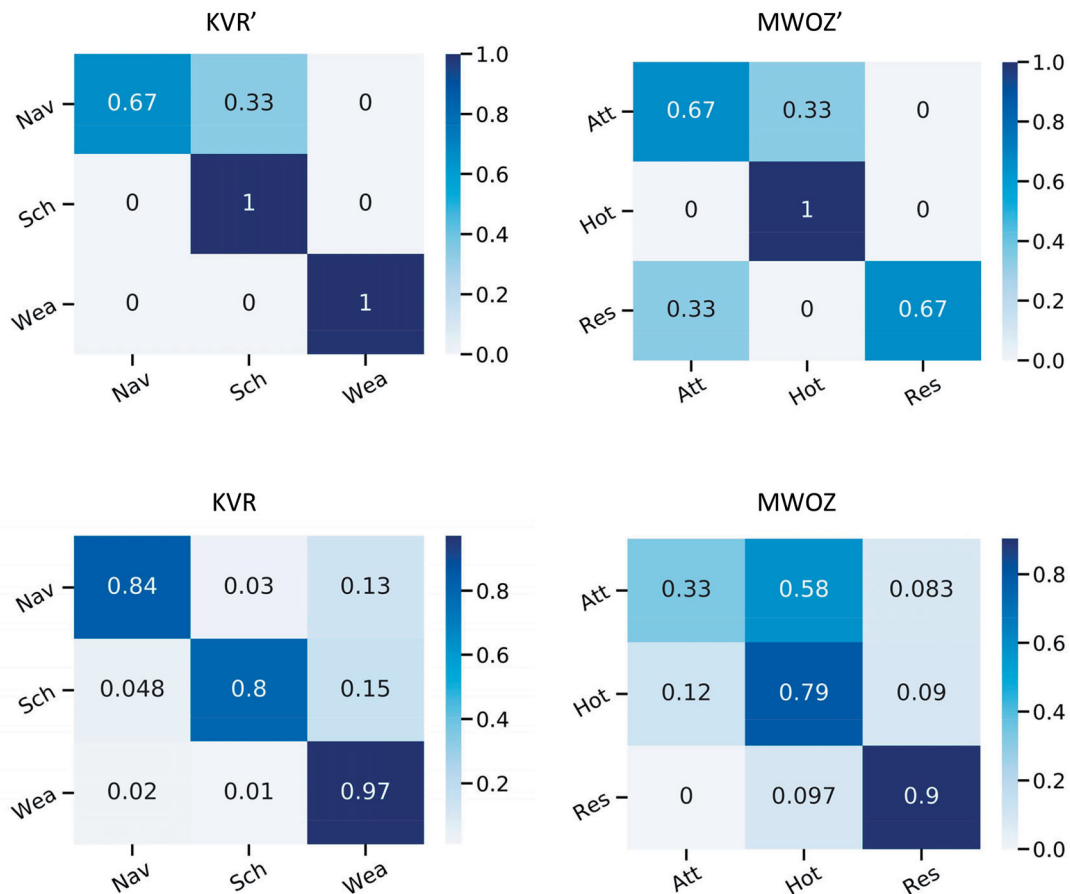 KVR’
1.0
Nav
0.67 0.33 0
0.8
0.6
Sch
0 1 0
0.4
0.2
Wea
0 0 1
0.0
Nav Sch Wea
MWOZ’
1.0
Att
0.67 0.33 0
0.8
0.6
Hot
0 1 0
0.4
Res
0.33 0 0.67
0.2
0.0
Att Hot Res
KVR
Nav
0.84 0.03 0.13
0.8
0.6
Sch
0.048 0.8 0.15
0.4
Wea
0.02 0.01 0.97
0.2
Nav Sch Wea
MWOZ
Att
0.33 0.58 0.083
0.8
0.6
Hot
0.12 0.79 0.09
0.4
Res
0 0.097 0.9
0.2
0.0
Att Hot Res